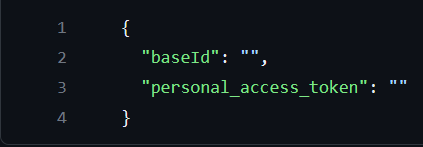 1 {
2 "baseId": "",
3 "personal_access_token": ""
4 }